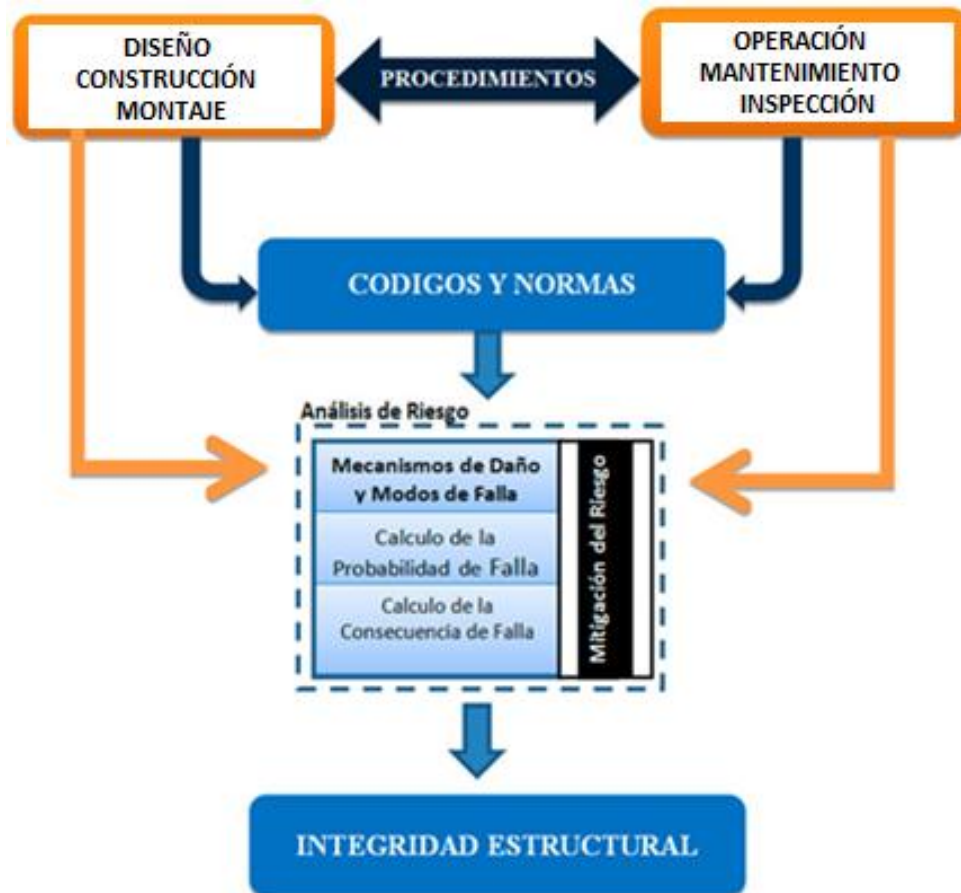 DISEÑO
CONSTRUCCIÓN
MONTAJE
PROCEDIMIENTOS
OPERACIÓN
MANTENIMIENTO
INSPECCIÓN
CODIGOS Y NORMAS
Análisis de Riesgo
Mecanismos de Daño
y Modos de Falla
Calculo de la
Probabilidad de Falla
Calculo de la
Consecuencia de Falla
Mitigación del Riesgo
INTEGRIDAD ESTRUCTURAL